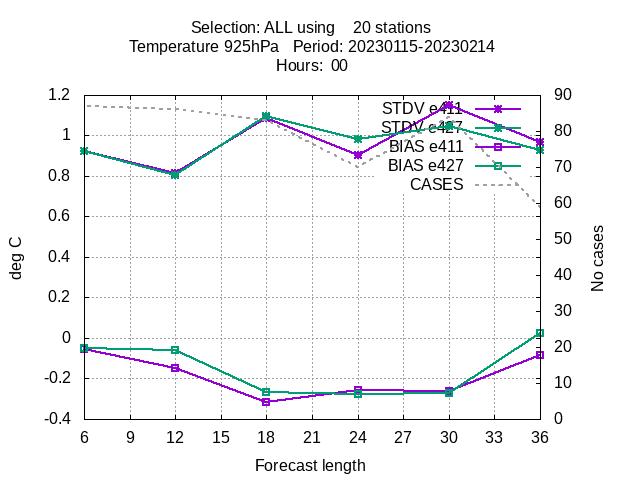 Selection: ALL using    20 stations
Temperature 925hPa   Period: 20230115-20230214
Hours:  00
1.2
1
0.8
0.6
0.4
0.2
0
-0.2
-0.4
90
80
70
60
50
40
30
20
10
0
STDV e411
STDV e427
BIAS e411
BIAS e427
CASES
deg C
No cases
6 9 12 15 18 21 24 27 30 33 36
Forecast length